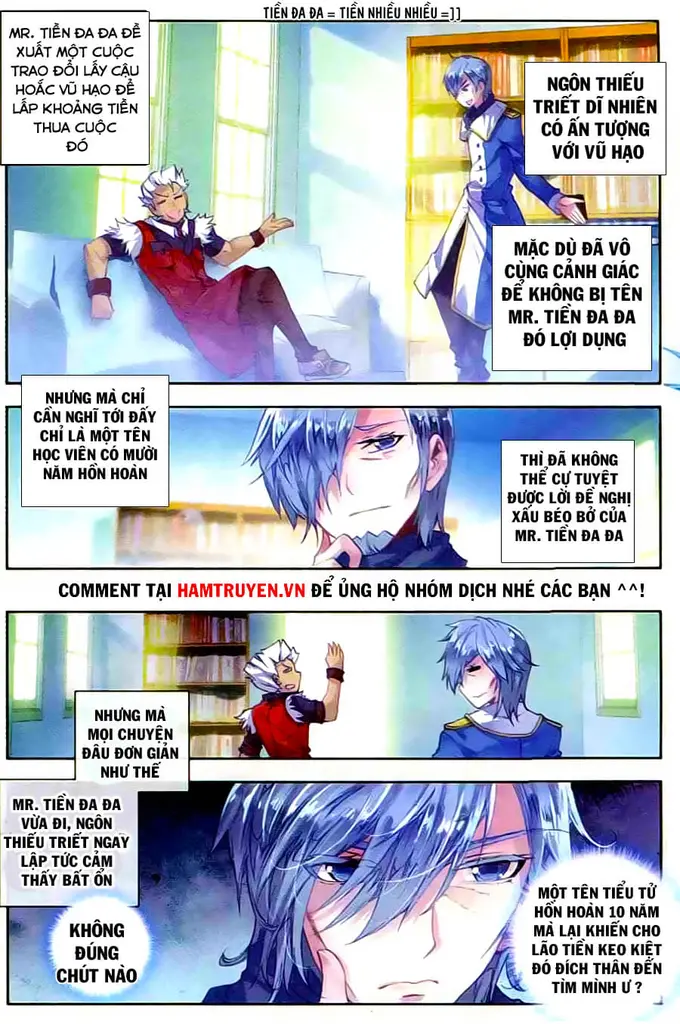 TIỀN ĐA ĐA = TIỀN NHIỀU NHIỀU =]]
MR. TIỀN ĐA ĐA ĐỀ
XUẤT MỘT CUỘC
TRAO ĐỔI LẤY CẬU
HOẮC VŨ HẠO ĐỂ
LẤP KHOẢNG TIỀN
THUA CUỘC
ĐÓ
NGÔN THIẾU
TRIẾT DĨ NHIÊN
CÓ ẤN TƯỢNG
VỚI VŨ HẠO
MẶC DÙ ĐÃ VÔ
CÙNG CẢNH GIÁC
ĐỂ KHÔNG BỊ TÊN
MR. TIỀN ĐA ĐA
ĐÓ LỢI DỤNG
NHƯNG MÀ CHỈ
CẦN NGHĨ TỚI ĐẤY
CHỈ LÀ MỘT TÊN
HỌC VIÊN CÓ MƯỜI
NĂM HỒN HOÀN
THÌ ĐÃ KHÔNG
THỂ CỰ TUYỆT
ĐƯỢC LỜI ĐỀ NGHỊ
XẤU BÉO BỞ CỦA
MR. TIỀN ĐA ĐA
COMMENT TẠI HAMTRUYEN.VN ĐỂ ỦNG HỘ NHÓM DỊCH NHÉ CÁC BẠN ^^!
NHƯNG MÀ
MỌI CHUYỆN
ĐÂU ĐƠN GIẢN
NHƯ THẾ
MR. TIỀN ĐA ĐA
VỪA ĐI, NGÔN
THIẾU TRIẾT NGAY
LẬP TỨC CẢM
THẤY BẤT ỔN
KHÔNG
ĐÚNG
CHÚT NÀO
MỘT TÊN TIỂU TỬ
HỒN HOÀN 10 NĂM
MÀ LẠI KHIẾN CHO
LÃO TIỀN KEO KIỆT
ĐÓ ĐÍCH THÂN ĐẾN
TÌM MÌNH Ư ?